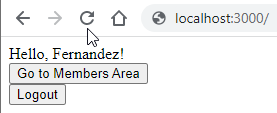 localhost:3000/
Hello, Fernandez!
Go to Members Area
Logout